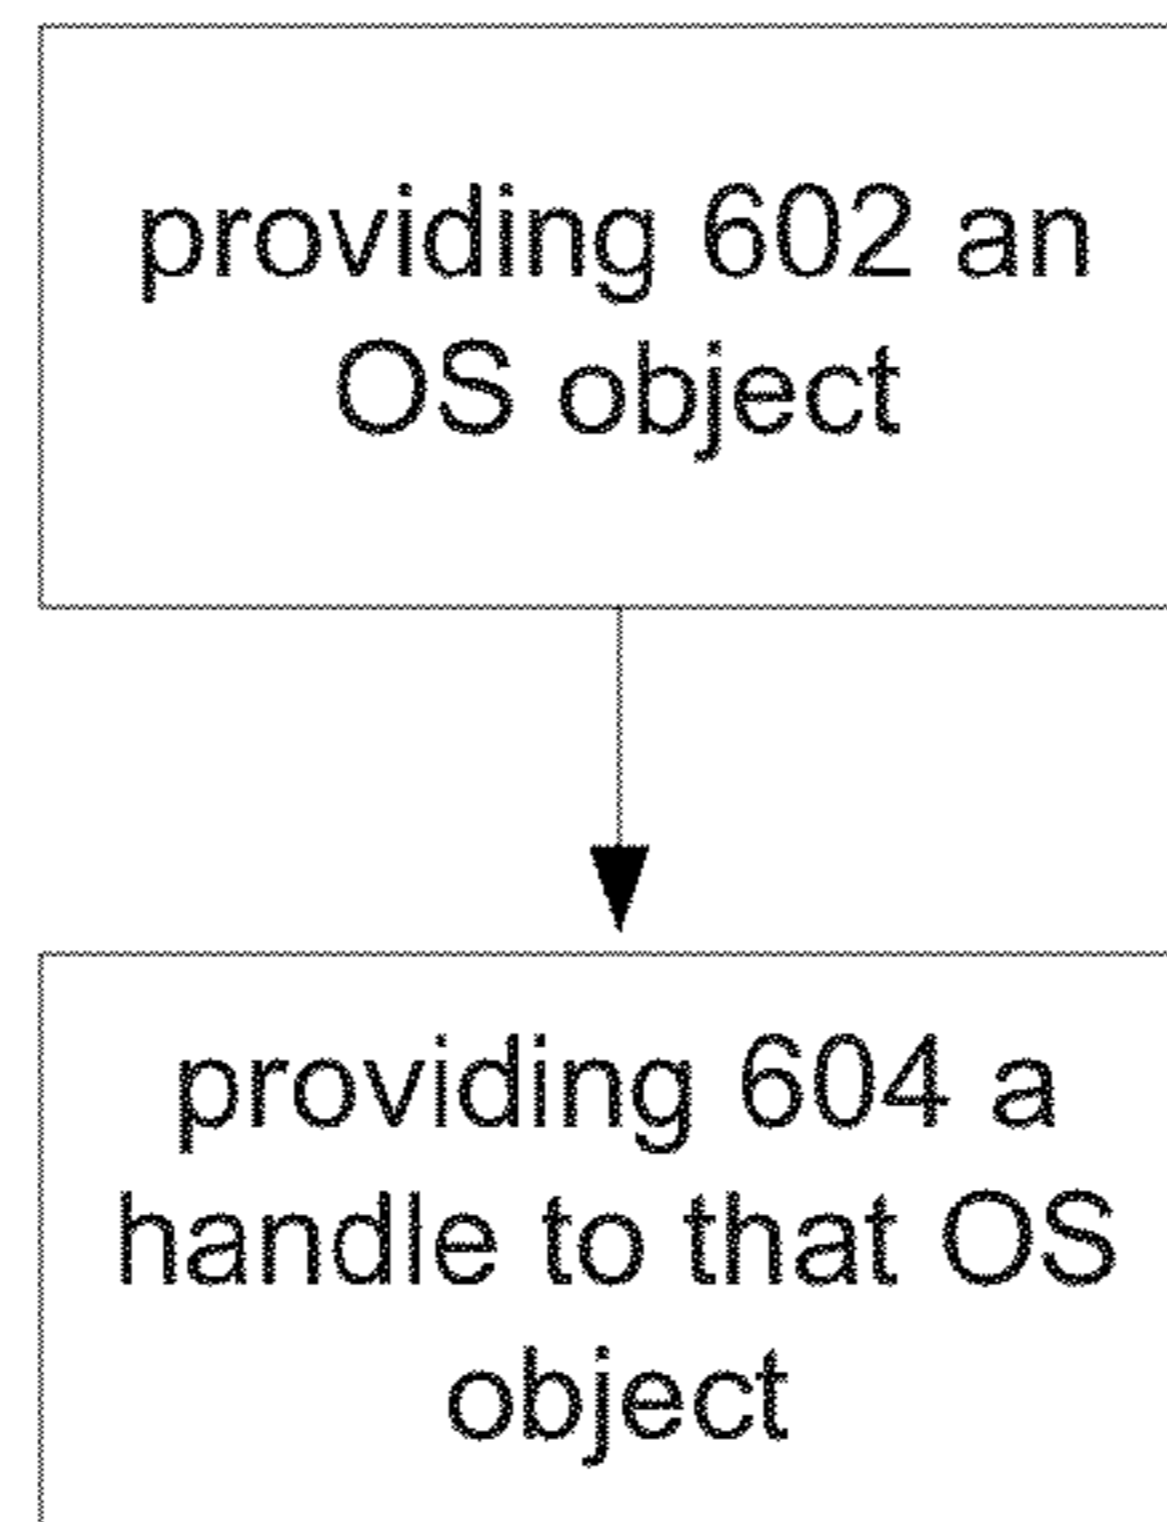 providing 602 an
OS object
providing 604 a
handle to that OS
object